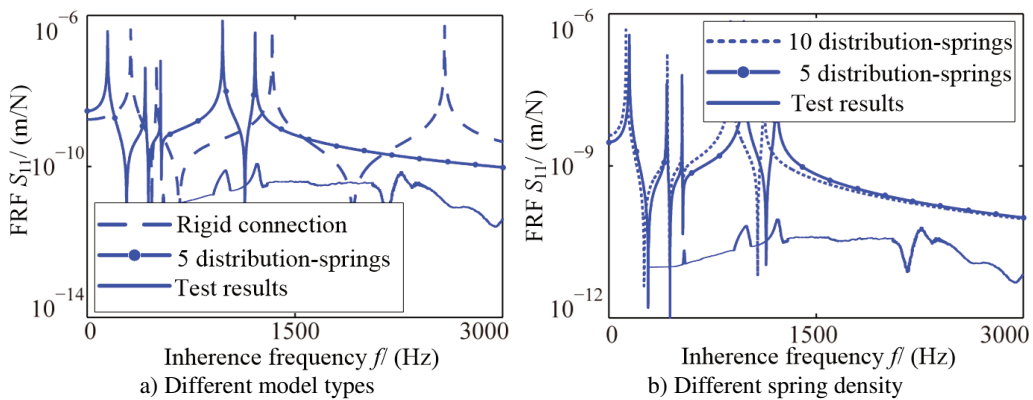 10⁻⁶
10⁻¹⁰
10⁻¹⁴
FRF S₁₁/ (m/N)
Rigid connection
5 distribution-springs
Test results
0
1500
3000
Inherence frequency f/ (Hz)
a) Different model types
10⁻⁶
10⁻⁹
10⁻¹²
FRF S₁₁/ (m/N)
10 distribution-springs
5 distribution-springs
Test results
0
1500
3000
Inherence frequency f/ (Hz)
b) Different spring density